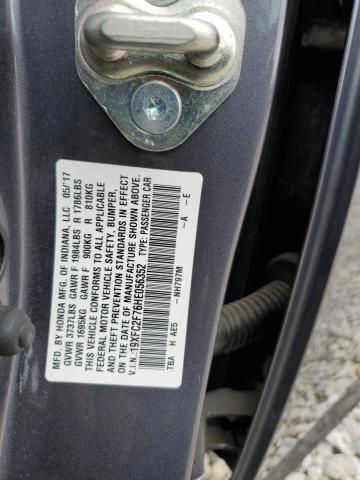 MFD. BY HONDA MFG. OF INDIANA, LLC 05/17
GVWR 3737LBS GAWR F 1984LBS R 1786LBS
GVWR 1695KG GAWR F 900KG R 810KG
THIS VEHICLE CONFORMS TO ALL APPLICABLE
FEDERAL MOTOR VEHICLE SAFETY, BUMPER,
AND THEFT PREVENTION STANDARDS IN EFFECT
ON THE DATE OF MANUFACTURE SHOWN ABOVE.
V.I.N.:19XFC2F76HE056352 TYPE: PASSENGER CAR
TBA H AE5 -NH797M -A -E